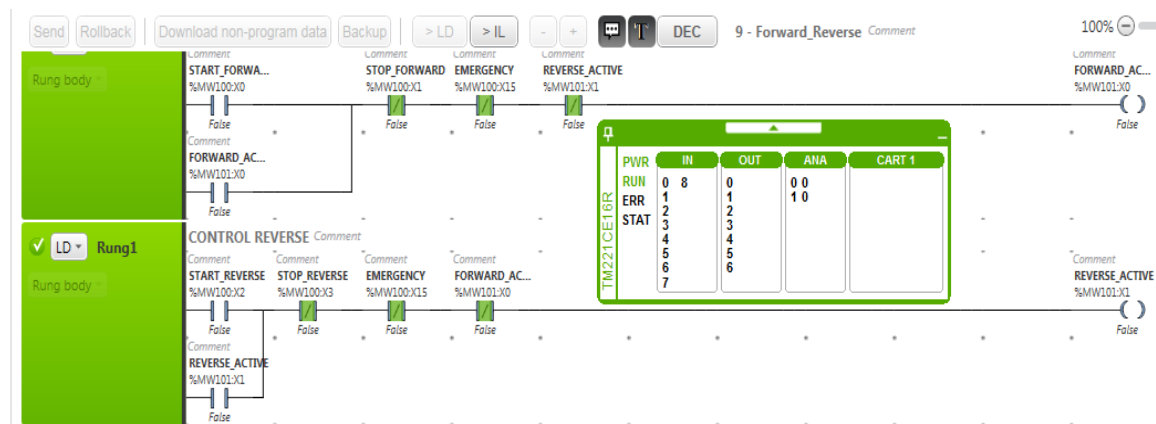 Send Rollback Download non-program data Backup > LD > IL - + T DEC 9 - Forward_Reverse Comment 100%
Comment Comment Comment Comment Comment
START_FORWA... STOP_FORWARD EMERGENCY REVERSE_ACTIVE FORWARD_AC...
Rung body %MW100:X0 %MW100:X1 %MW100:X15 %MW101:X1 %MW101:X0
False False False False False
Comment
FORWARD_AC...
%MW101:X0
False
TM221CE16R
PWR IN OUT ANA CART 1
RUN 0 8 0 0 0
ERR 1 1 1 0
STAT 2 2
3 3
4 4
5 5
6 6
7
LD Rung1 CONTROL REVERSE Comment
Comment Comment Comment Comment Comment
START_REVERSE STOP_REVERSE EMERGENCY FORWARD_AC... REVERSE_ACTIVE
Rung body %MW100:X2 %MW100:X3 %MW100:X15 %MW101:X0 %MW101:X1
False False False False False
Comment
REVERSE_ACTIVE
%MW101:X1
False